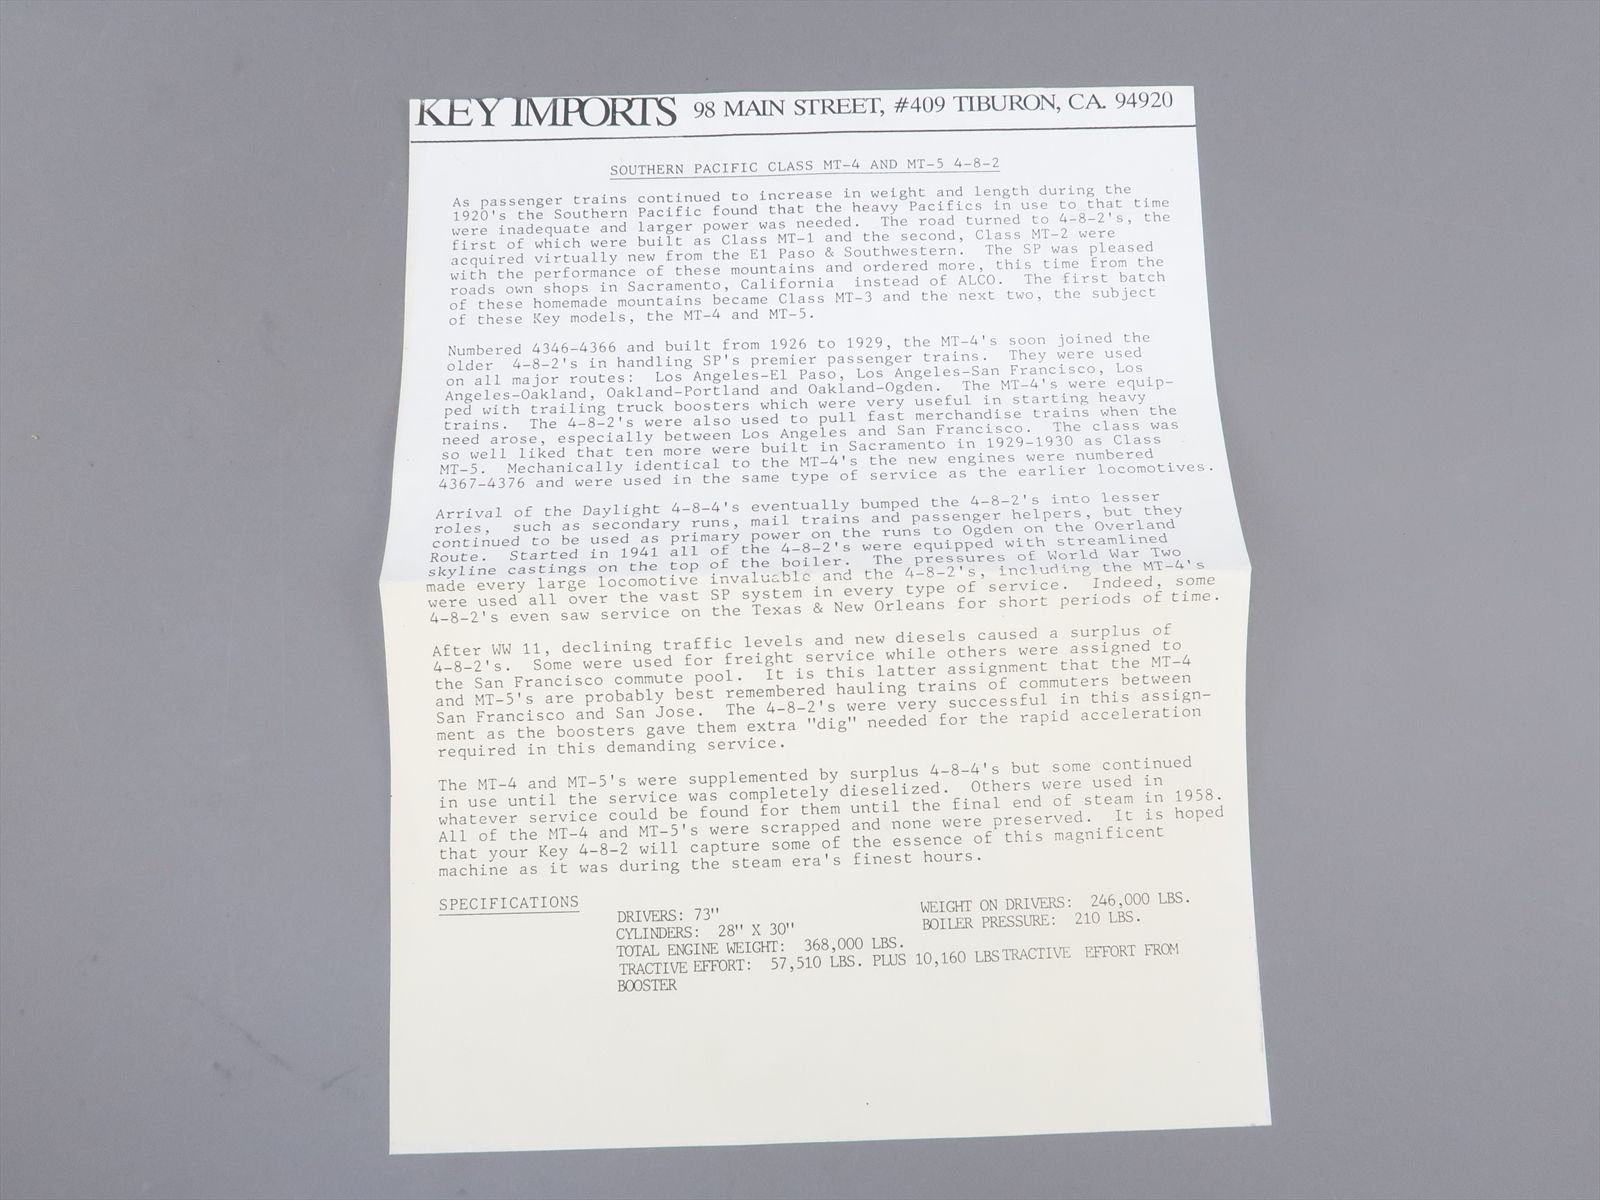 KEY IMPORTS 98 MAIN STREET, #409 TIBURON, CA. 94920
SOUTHERN PACIFIC CLASS MT-4 AND MT-5 4-8-2
As passenger trains continued to increase in weight and length during the
1920's the Southern Pacific found that the heavy Pacifics in use to that time
were inadequate and larger power was needed. The road turned to 4-8-2's, the
first of which were built as Class MT-1 and the second, Class MT-2 were
acquired virtually new from the El Paso & Southwestern. The SP was pleased
with the performance of these mountains and ordered more, this time from the
roads own shops in Sacramento, California instead of ALCO. The first batch
of these homemade mountains became Class MT-3 and the next two, the subject
of these Key models, the MT-4 and MT-5.
Numbered 4346-4366 and built from 1926 to 1929, the MT-4's soon joined the
older 4-8-2's in handling SP's premier passenger trains. They were used
on all major routes: Los Angeles-El Paso, Los Angeles-San Francisco, Los
Angeles-Oakland, Oakland-Portland and Oakland-Ogden. The MT-4's were equip-
ped with trailing truck boosters which were very useful in starting heavy
trains. The 4-8-2's were also used to pull fast merchandise trains when the
need arose, especially between Los Angeles and San Francisco. The class was
so well liked that ten more were built in Sacramento in 1929-1930 as Class
MT-5. Mechanically identical to the MT-4's the new engines were numbered
4367-4376 and were used in the same type of service as the earlier locomotives.
Arrival of the Daylight 4-8-4's eventually bumped the 4-8-2's into lesser
roles, such as secondary runs, mail trains and passenger helpers, but they
continued to be used as primary power on the runs to Ogden on the Overland
Route. Started in 1941 all of the 4-8-2's were equipped with streamlined
skyline castings on the top of the boiler. The pressures of World War Two
made every large locomotive invaluable and the 4-8-2's, including the MT-4's
were used all over the vast SP system in every type of service. Indeed, some
4-8-2's even saw service on the Texas & New Orleans for short periods of time.
After WW 11, declining traffic levels and new diesels caused a surplus of
4-8-2's. Some were used for freight service while others were assigned to
the San Francisco commute pool. It is this latter assignment that the MT-4
and MT-5's are probably best remembered hauling trains of commuters between
San Francisco and San Jose. The 4-8-2's were very successful in this assign-
ment as the boosters gave them extra "dig" needed for the rapid acceleration
required in this demanding service.
The MT-4 and MT-5's were supplemented by surplus 4-8-4's but some continued
in use until the service was completely dieselized. Others were used in
whatever service could be found for them until the final end of steam in 1958.
All of the MT-4 and MT-5's were scrapped and none were preserved. It is hoped
that your Key 4-8-2 will capture some of the essence of this magnificent
machine as it was during the steam era's finest hours.
SPECIFICATIONS
DRIVERS: 73" WEIGHT ON DRIVERS: 246,000 LBS.
CYLINDERS: 28" X 30" BOILER PRESSURE: 210 LBS.
TOTAL ENGINE WEIGHT: 368,000 LBS.
TRACTIVE EFFORT: 57,510 LBS. PLUS 10,160 LBS TRACTIVE EFFORT FROM
BOOSTER